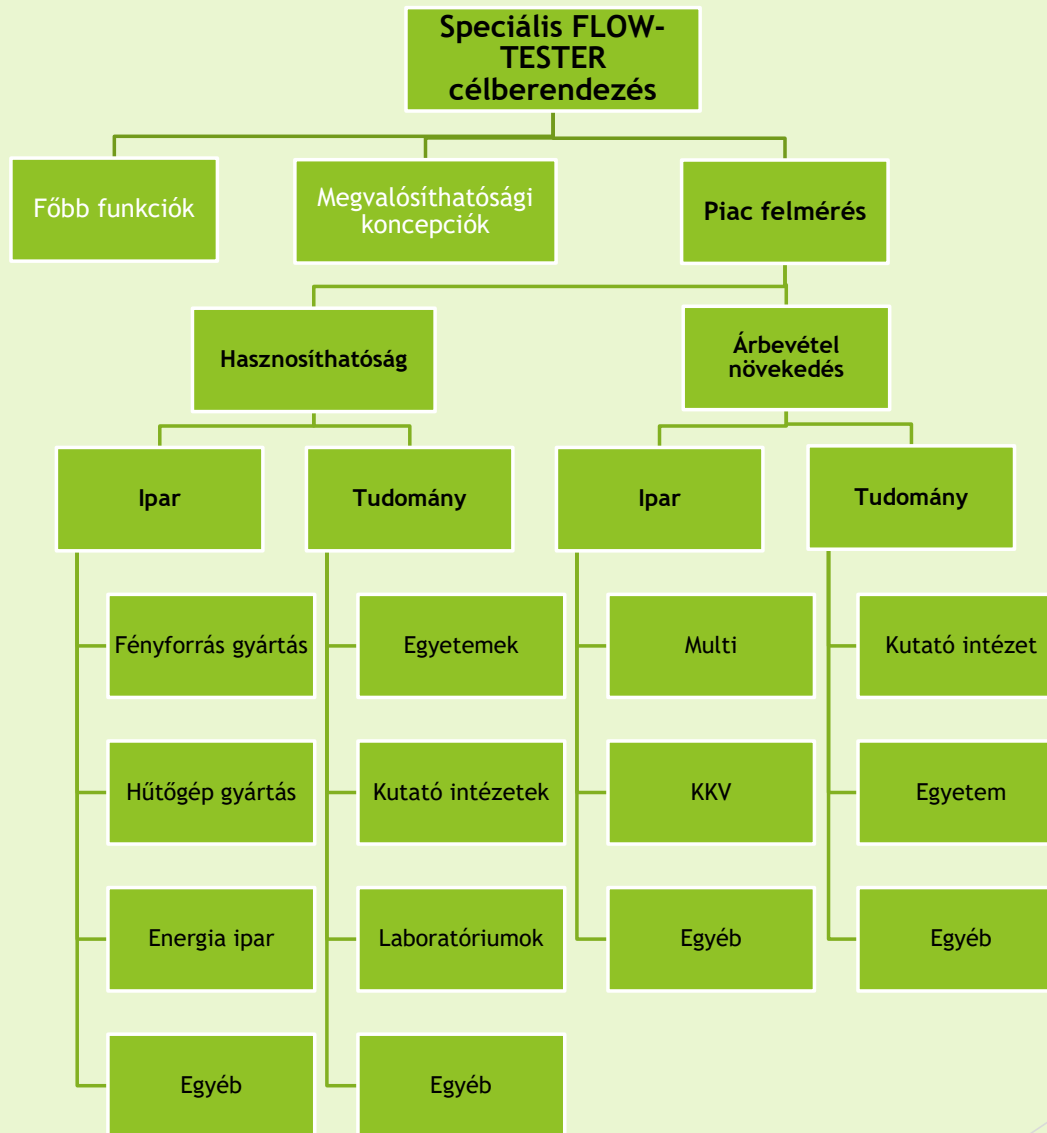 Speciális FLOW-
TESTER
célberendezés
Főbb funkciók
Megvalósíthatósági
koncepciók
Piac felmérés
Hasznosíthatóság
Árbevétel
növekedés
Ipar
Tudomány
Ipar
Tudomány
Fényforrás gyártás
Egyetemek
Multi
Kutató intézet
Hűtőgép gyártás
Kutató intézetek
KKV
Egyetem
Energia ipar
Laboratóriumok
Egyéb
Egyéb
Egyéb
Egyéb